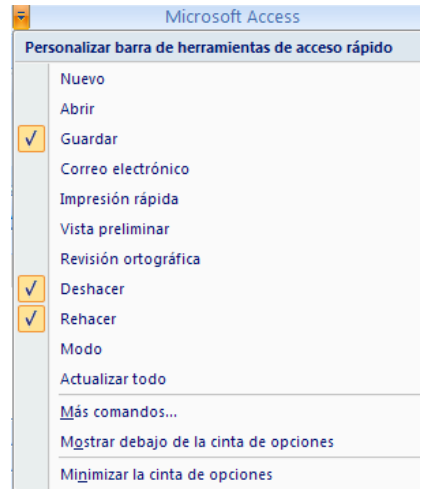 Microsoft Access
Personalizar barra de herramientas de acceso rápido
Nuevo
Abrir
Guardar
Correo electrónico
Impresión rápida
Vista preliminar
Revisión ortográfica
Deshacer
Rehacer
Modo
Actualizar todo
Más comandos...
Mostrar debajo de la cinta de opciones
Minimizar la cinta de opciones